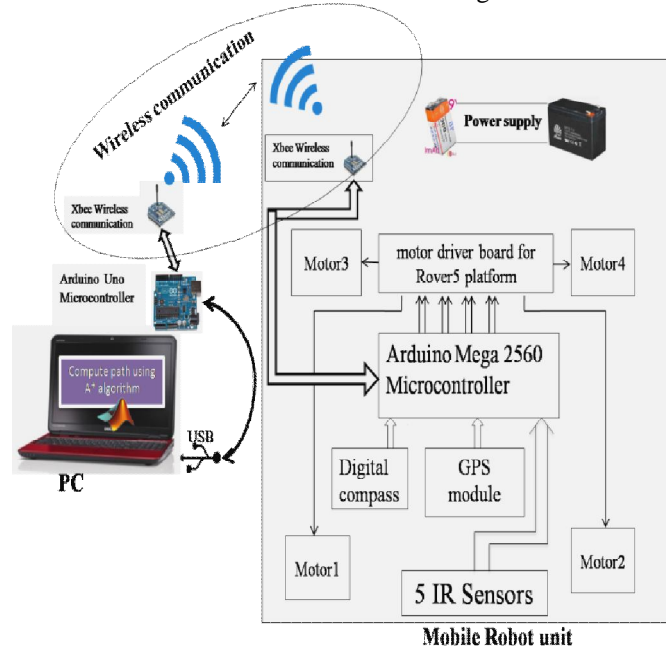 Wireless communication
Xbee Wireless
communication
Power supply
Xbee Wireless
communication
Motor3
motor driver board for
Rover5 platform
Motor4
Arduino Uno
Microcontroller
Arduino Mega 2560
Microcontroller
Compute path using
A* algorithm
USB
PC
Digital
compass
GPS
module
Motor1
5 IR Sensors
Motor2
Mobile Robot unit